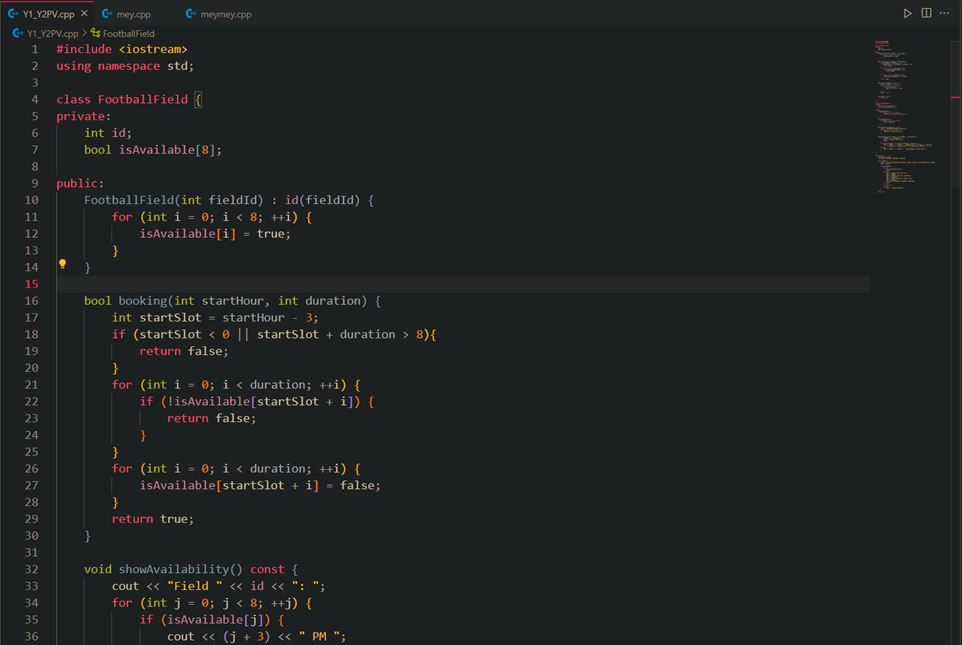 Y1_Y2PV.cpp × mey.cpp meymey.cpp
Y1_Y2PV.cpp > FootballField
1 #include <iostream>
2 using namespace std;
3
4 class FootballField {
5 private:
6     int id;
7     bool isAvailable[8];
8
9 public:
10     FootballField(int fieldId) : id(fieldId) {
11         for (int i = 0; i < 8; ++i) {
12             isAvailable[i] = true;
13         }
14     }
15
16     bool booking(int startHour, int duration) {
17         int startSlot = startHour - 3;
18         if (startSlot < 0 || startSlot + duration > 8){
19             return false;
20         }
21         for (int i = 0; i < duration; ++i) {
22             if (!isAvailable[startSlot + i]) {
23                 return false;
24             }
25         }
26         for (int i = 0; i < duration; ++i) {
27             isAvailable[startSlot + i] = false;
28         }
29         return true;
30     }
31
32     void showAvailability() const {
33         cout << "Field " << id << ": ";
34         for (int j = 0; j < 8; ++j) {
35             if (isAvailable[j]) {
36                 cout << (j + 3) << " PM ";